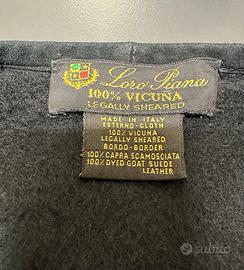 Loro Piana
100% VICUÑA
LEGALLY SHEARED
MADE IN ITALY
ESTERNO-CLOTH
100% VICUNA
LEGALLY SHEARED
BORDO-BORDER
100% CAPRA SCAMOSCIATA
100% DYED GOAT SUEDE
LEATHER
subito